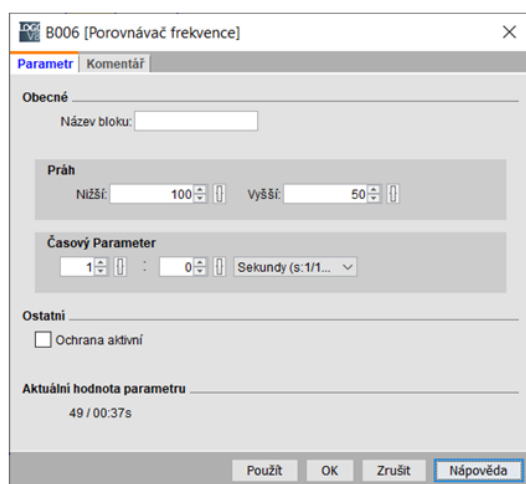 B006 [Porovnávač frekvence]
Parametr Komentář
Obecné
Název bloku:
Práh
Nižší: 100 Vyšší: 50
Časový Parameter
1 : 0 Sekundy (s:1/1...
Ostatní
Ochrana aktivní
Aktuální hodnota parametru
49 / 00:37s
Použít OK Zrušit Nápověda